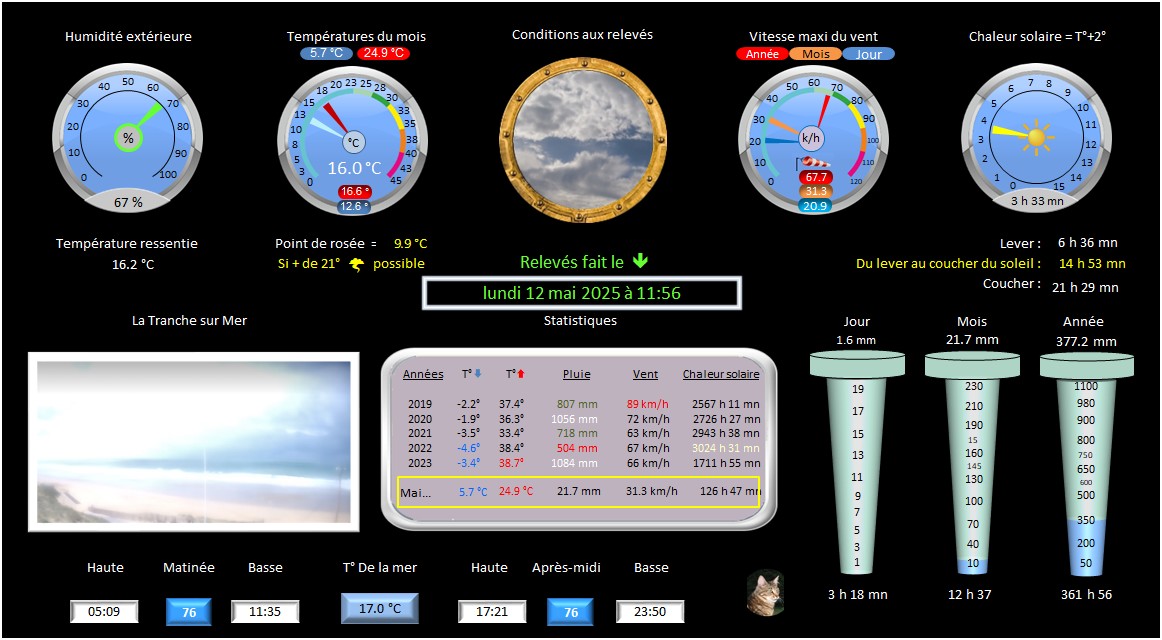 Humidité extérieure
Températures du mois
5.7 °C 24.9 °C
Conditions aux relevés
Vitesse maxi du vent
Année Mois Jour
Chaleur solaire = T°+2°
0 10 20 30 40 50 60 70 80 90 100
%
67 %
0 3 5 8 10 13 15 18 20 23 25 28 30 33 35 38 40 43 45
°C
16.0 °C
16.6 °
12.6 °
0 10 20 30 40 50 60 70 80 90 100 110 120
k/h
67.7
31.3
20.9
0 1 2 3 4 5 6 7 8 9 10 11 12 13 14 15
3 h 33 mn
Température ressentie
16.2 °C
Point de rosée = 9.9 °C
Si + de 21° possible
Relevés fait le
lundi 12 mai 2025 à 11:56
Lever : 6 h 36 mn
Du lever au coucher du soleil : 14 h 53 mn
Coucher : 21 h 29 mn
La Tranche sur Mer
Statistiques
Années T° T° Pluie Vent Chaleur solaire
2019 -2.2° 37.4° 807 mm 89 km/h 2567 h 11 mn
2020 -1.9° 36.3° 1056 mm 72 km/h 2726 h 27 mn
2021 -3.5° 33.4° 718 mm 63 km/h 2943 h 38 mn
2022 -4.6° 38.4° 504 mm 67 km/h 3024 h 31 mn
2023 -3.4° 38.7° 1084 mm 66 km/h 1711 h 55 mn
Mai... 5.7 °C 24.9 °C 21.7 mm 31.3 km/h 126 h 47 mn
Jour
1.6 mm
19
17
15
13
11
9
7
5
3
1
3 h 18 mn
Mois
21.7 mm
230
210
190
15
160
145
130
100
70
40
10
12 h 37
Année
377.2 mm
1100
980
900
800
750
650
600
500
350
200
50
361 h 56
Haute Matinée Basse T° De la mer Haute Après-midi Basse
05:09 76 11:35 17.0 °C 17:21 76 23:50